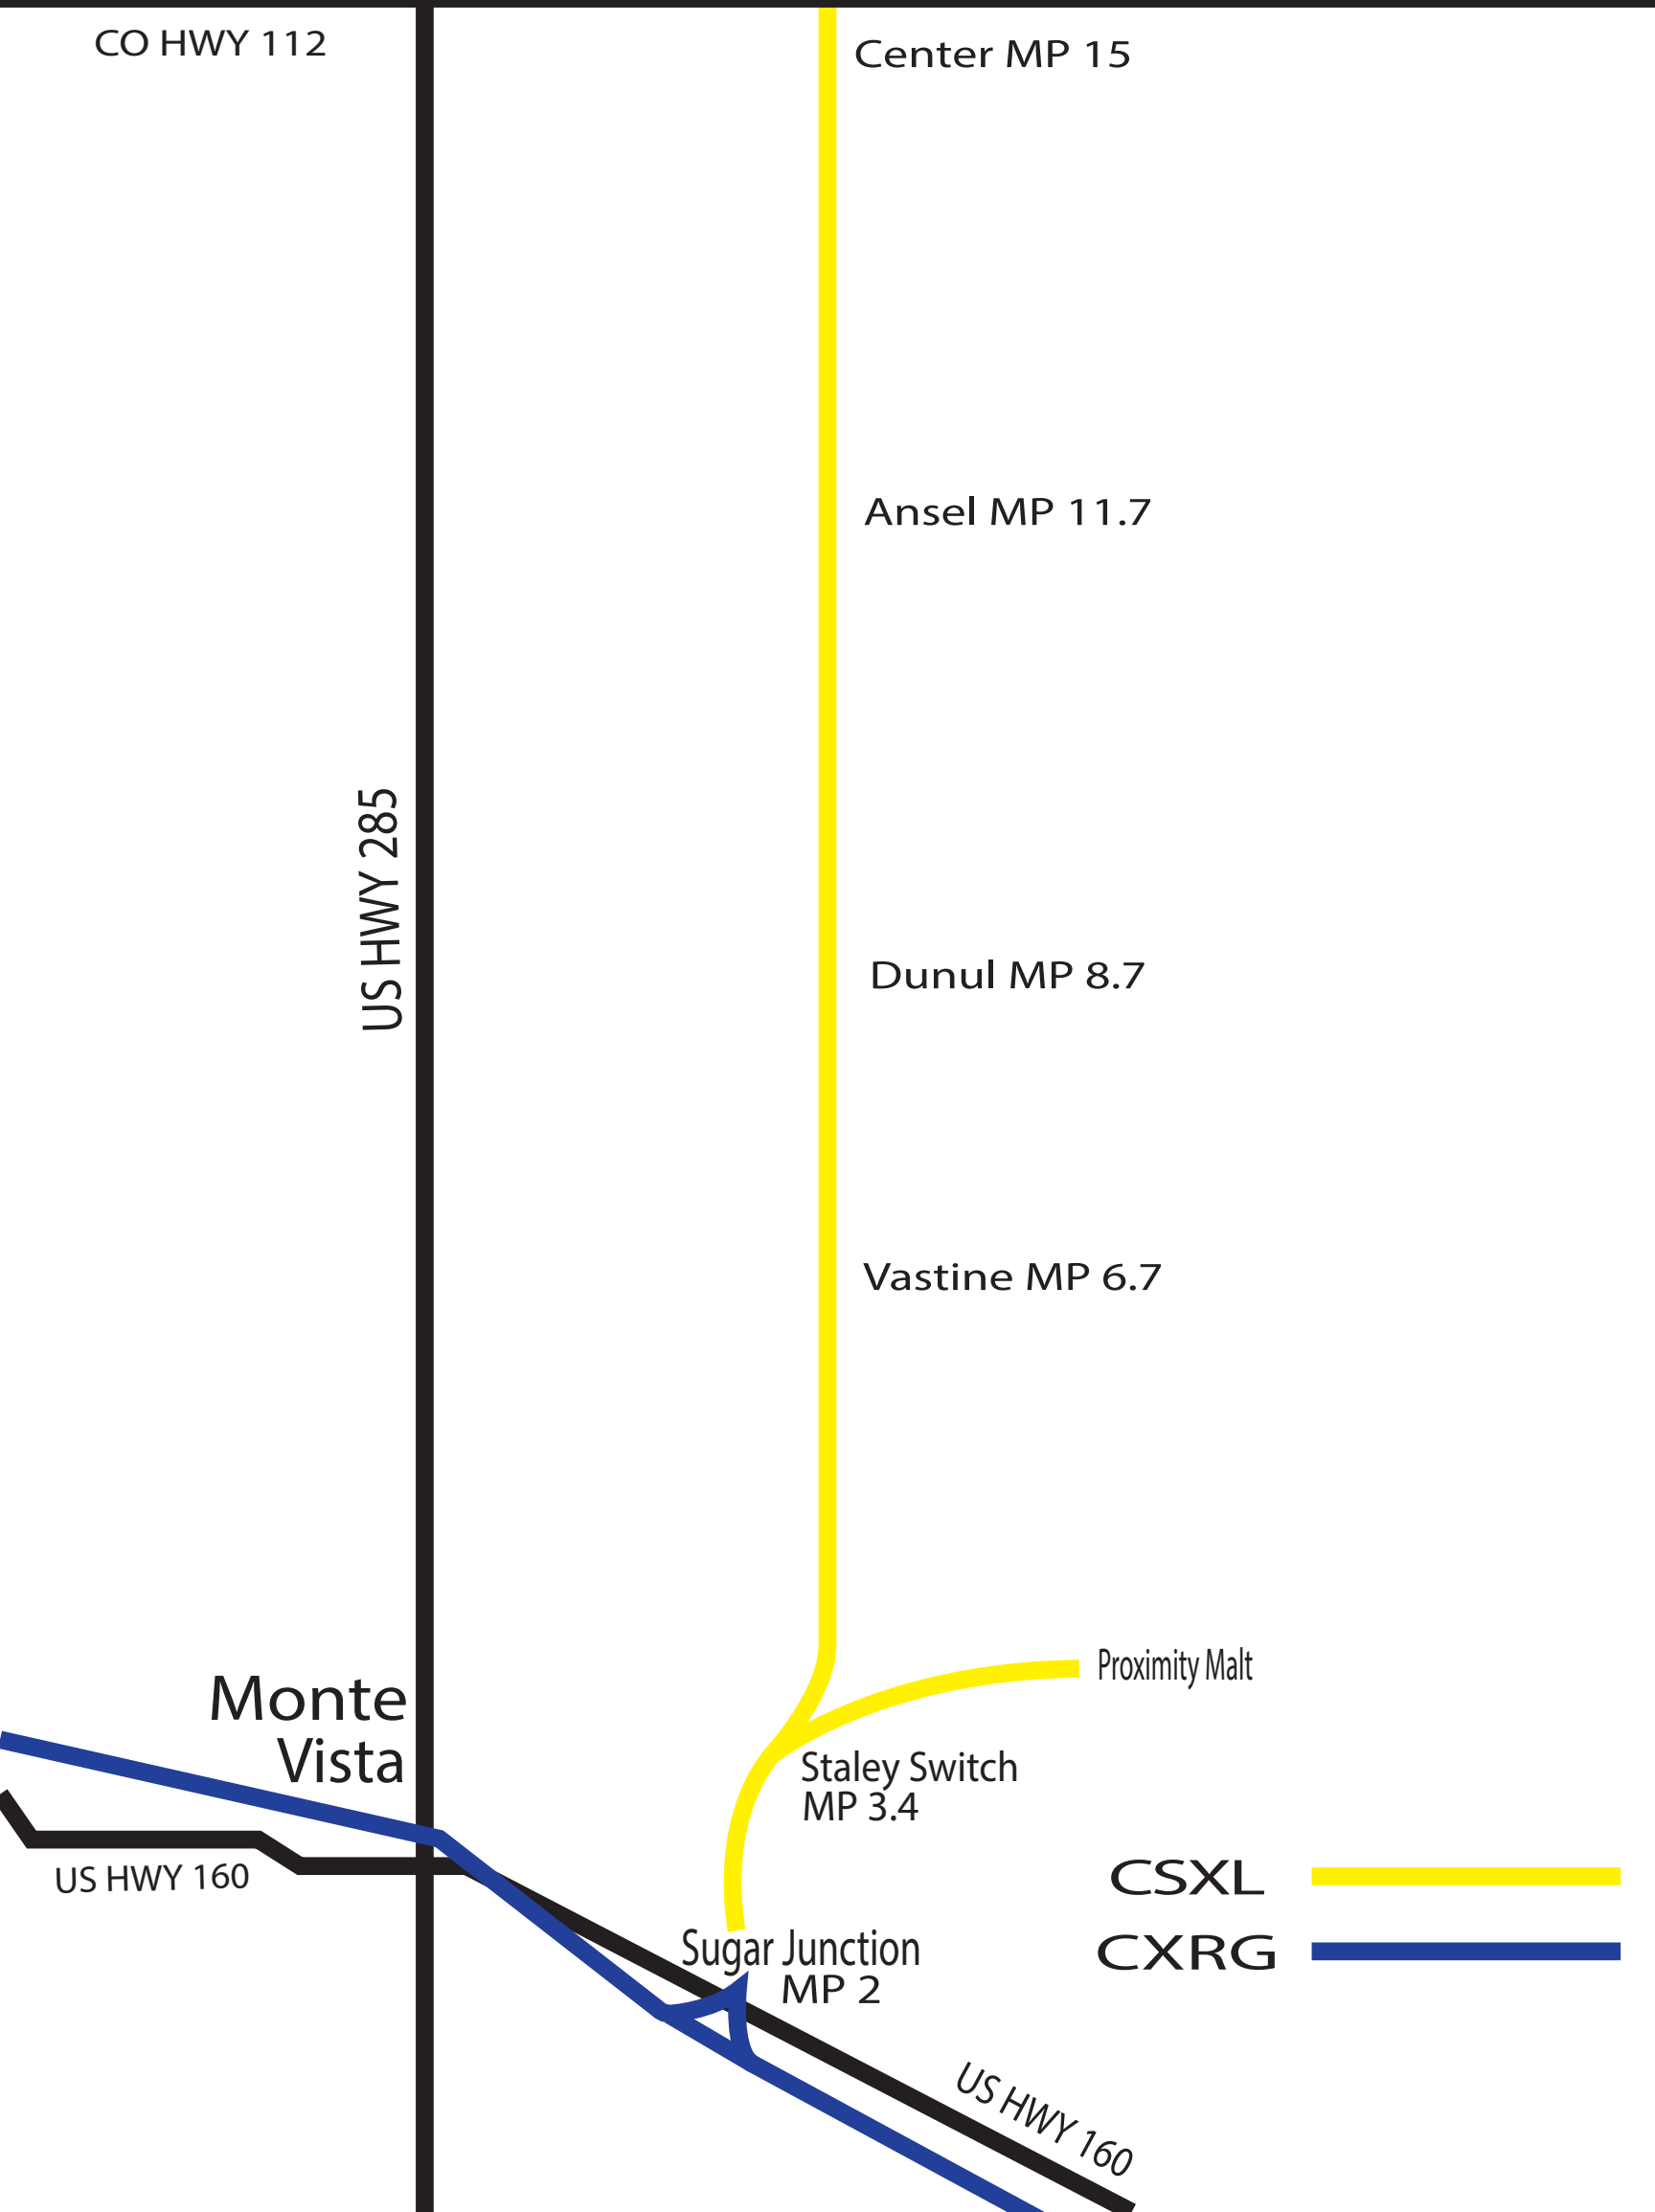 CO HWY 112
Center MP 15
Ansel MP 11.7
US HWY 285
Dunul MP 8.7
Vastine MP 6.7
Proximity Malt
Monte
Vista
Staley Switch
MP 3.4
US HWY 160
CSXL
Sugar Junction
MP 2
CXRG
US HWY 160